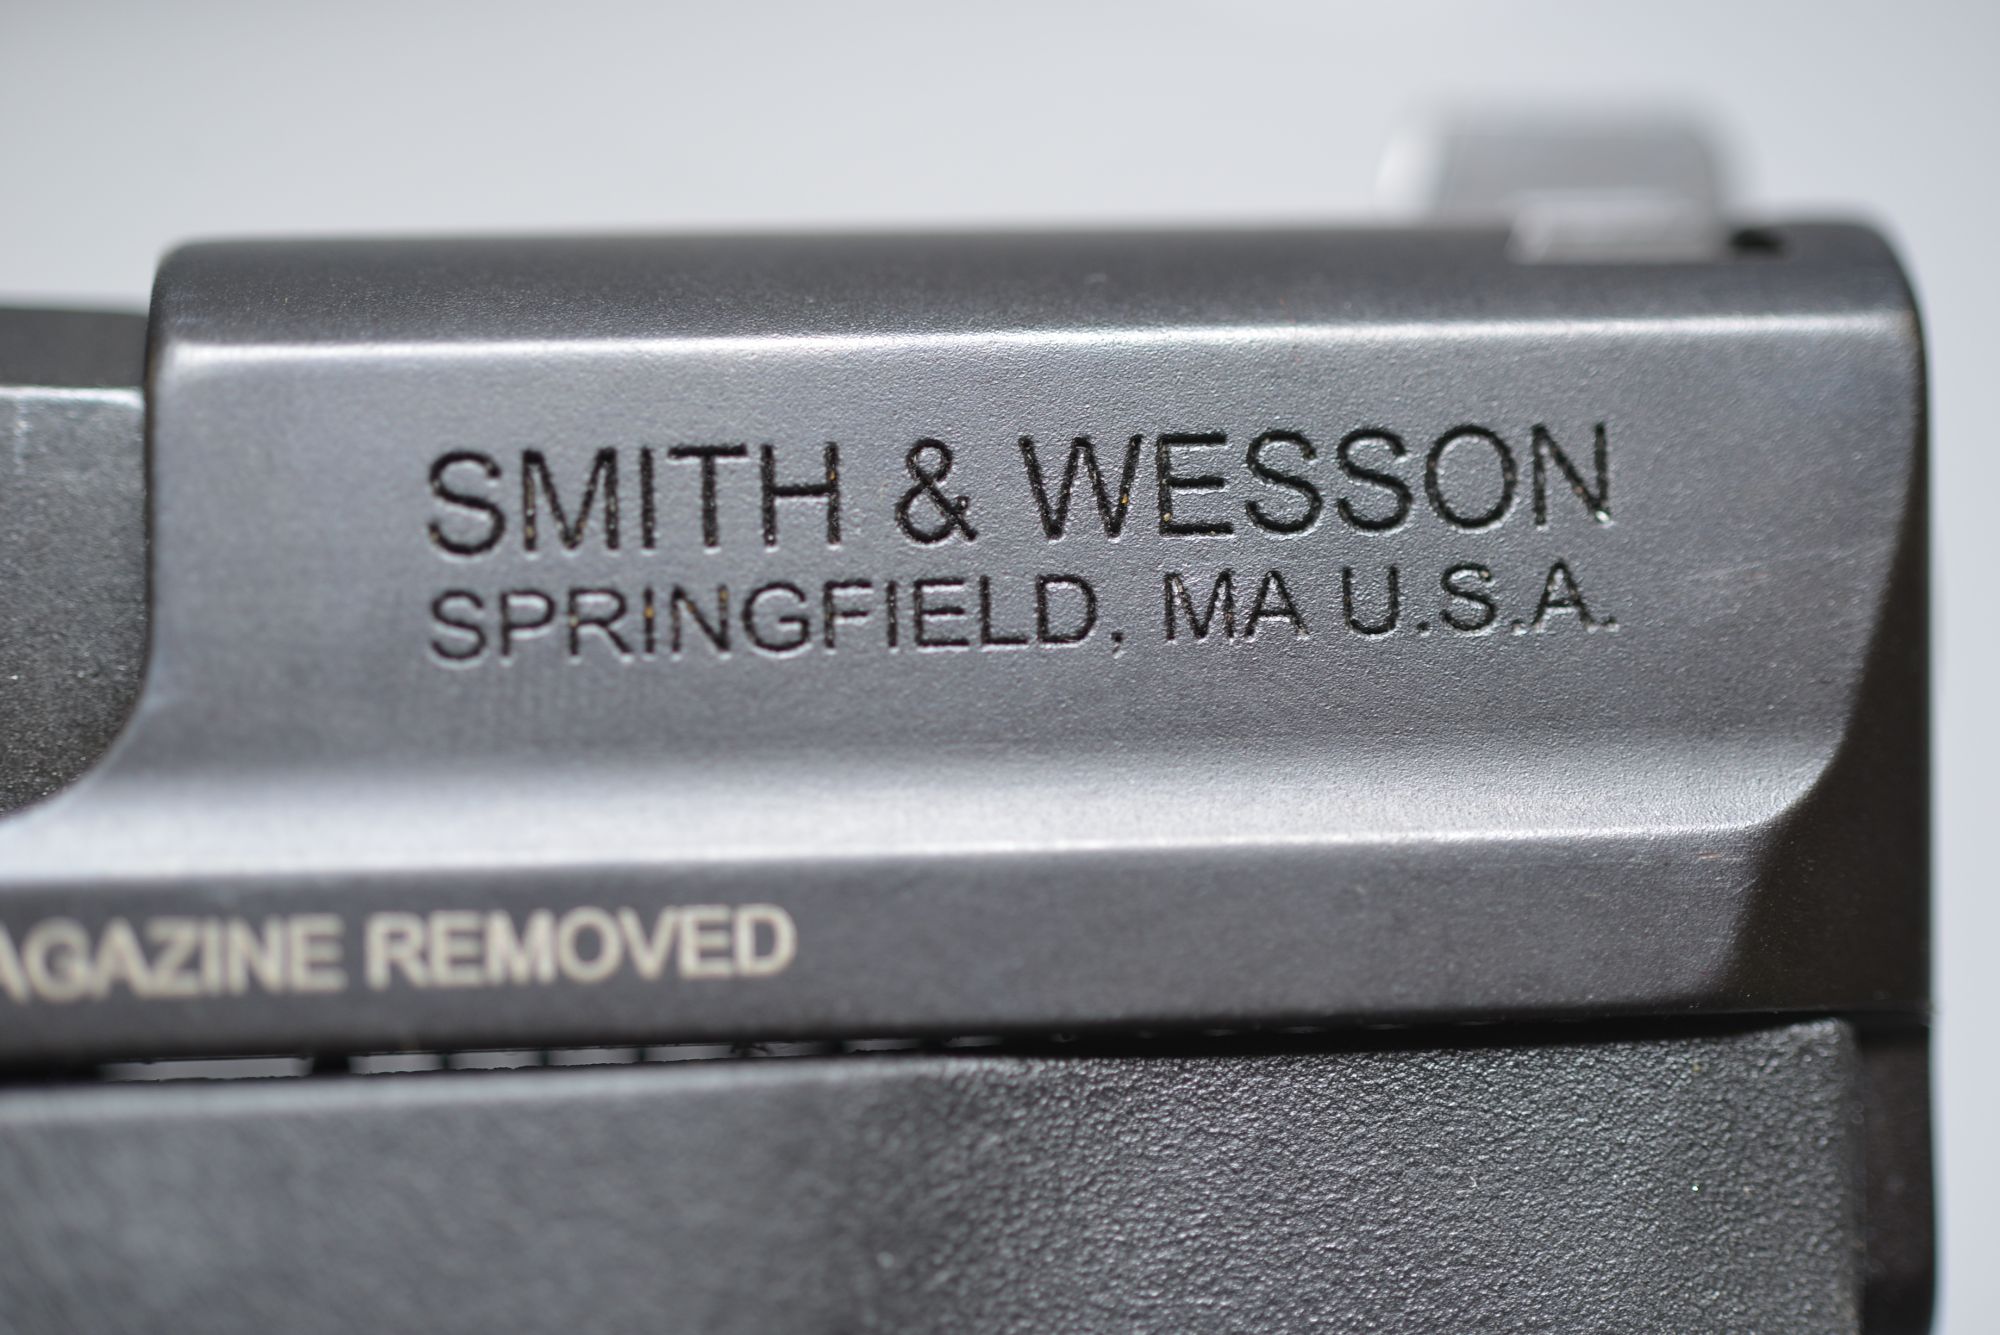 SMITH & WESSON
SPRINGFIELD, MA U.S.A.
AGAZINE REMOVED